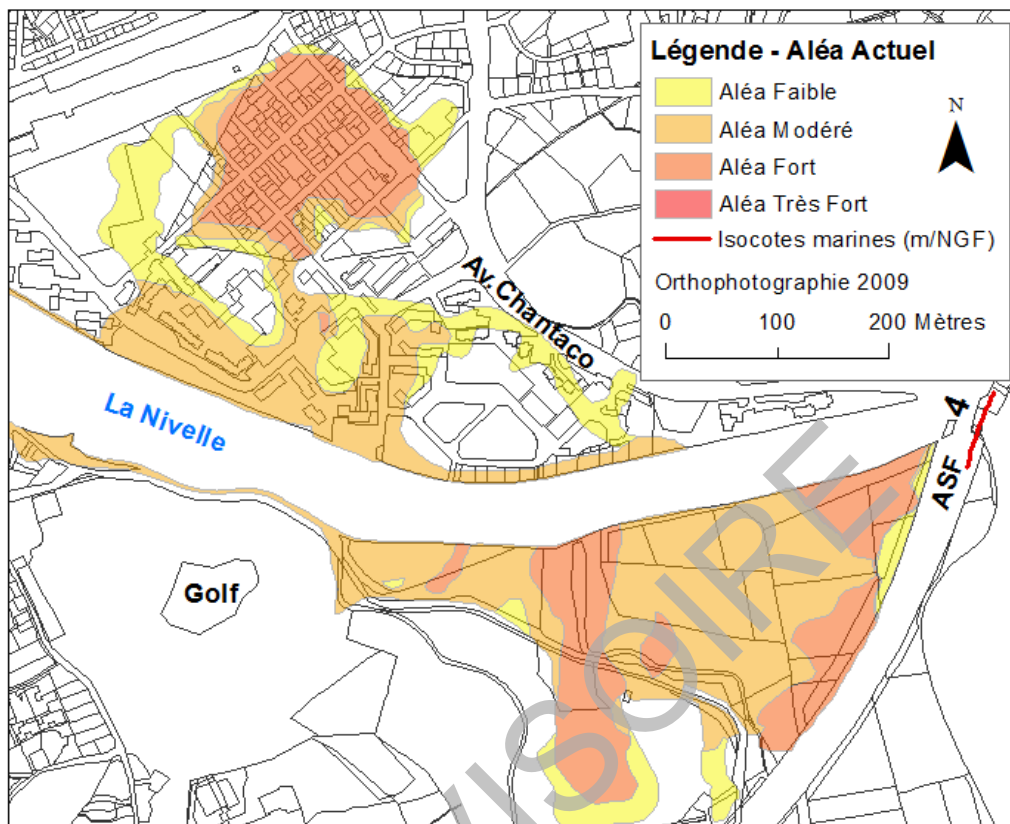 Légende - Aléa Actuel
Aléa Faible
Aléa Modéré
Aléa Fort
Aléa Très Fort
Isocotes marines (m/NGF)
Orthophotographie 2009
0 100 200 Mètres
N
Av. Chantaco
La Nivelle
4
ASF
Golf
VISOIRE